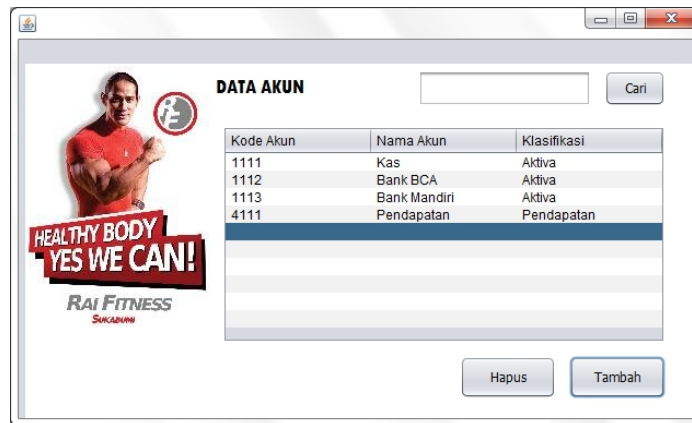 DATA AKUN
Cari
Kode Akun Nama Akun Klasifikasi
1111 Kas Aktiva
1112 Bank BCA Aktiva
1113 Bank Mandiri Aktiva
4111 Pendapatan Pendapatan
HEALTHY BODY
YES WE CAN!
RAI FITNESS
SUKABUMI
Hapus Tambah